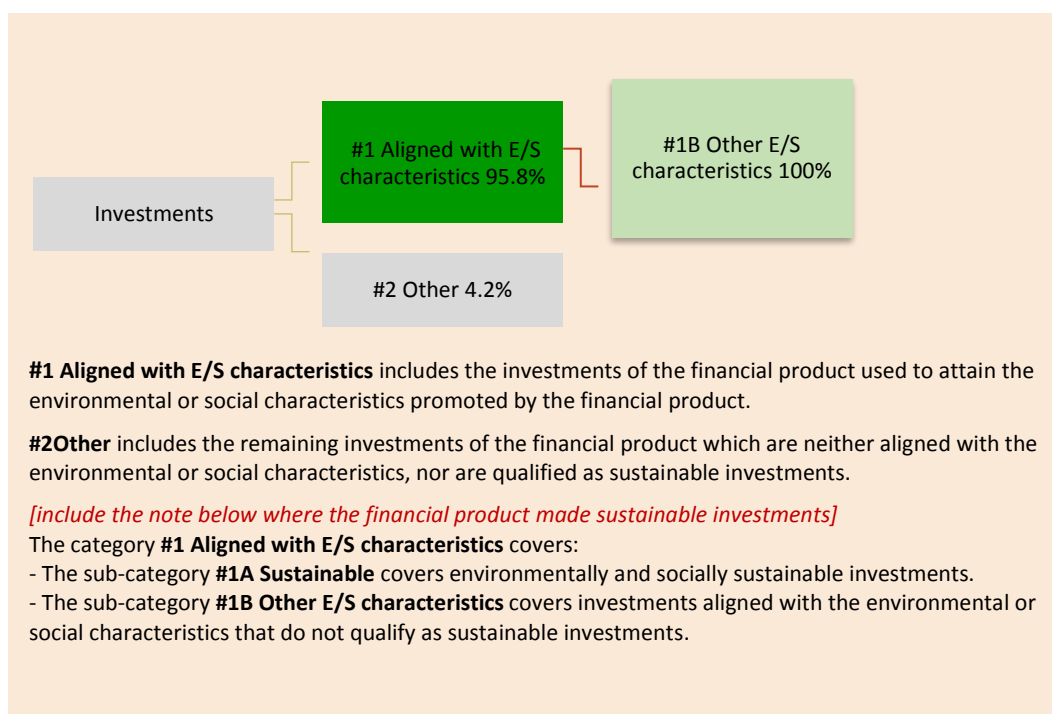 #1 Aligned with E/S
characteristics 95.8%
#1B Other E/S
characteristics 100%
Investments
#2 Other 4.2%
#1 Aligned with E/S characteristics includes the investments of the financial product used to attain the
environmental or social characteristics promoted by the financial product.
#2Other includes the remaining investments of the financial product which are neither aligned with the
environmental or social characteristics, nor are qualified as sustainable investments.
[include the note below where the financial product made sustainable investments]
The category #1 Aligned with E/S characteristics covers:
- The sub-category #1A Sustainable covers environmentally and socially sustainable investments.
- The sub-category #1B Other E/S characteristics covers investments aligned with the environmental or
social characteristics that do not qualify as sustainable investments.